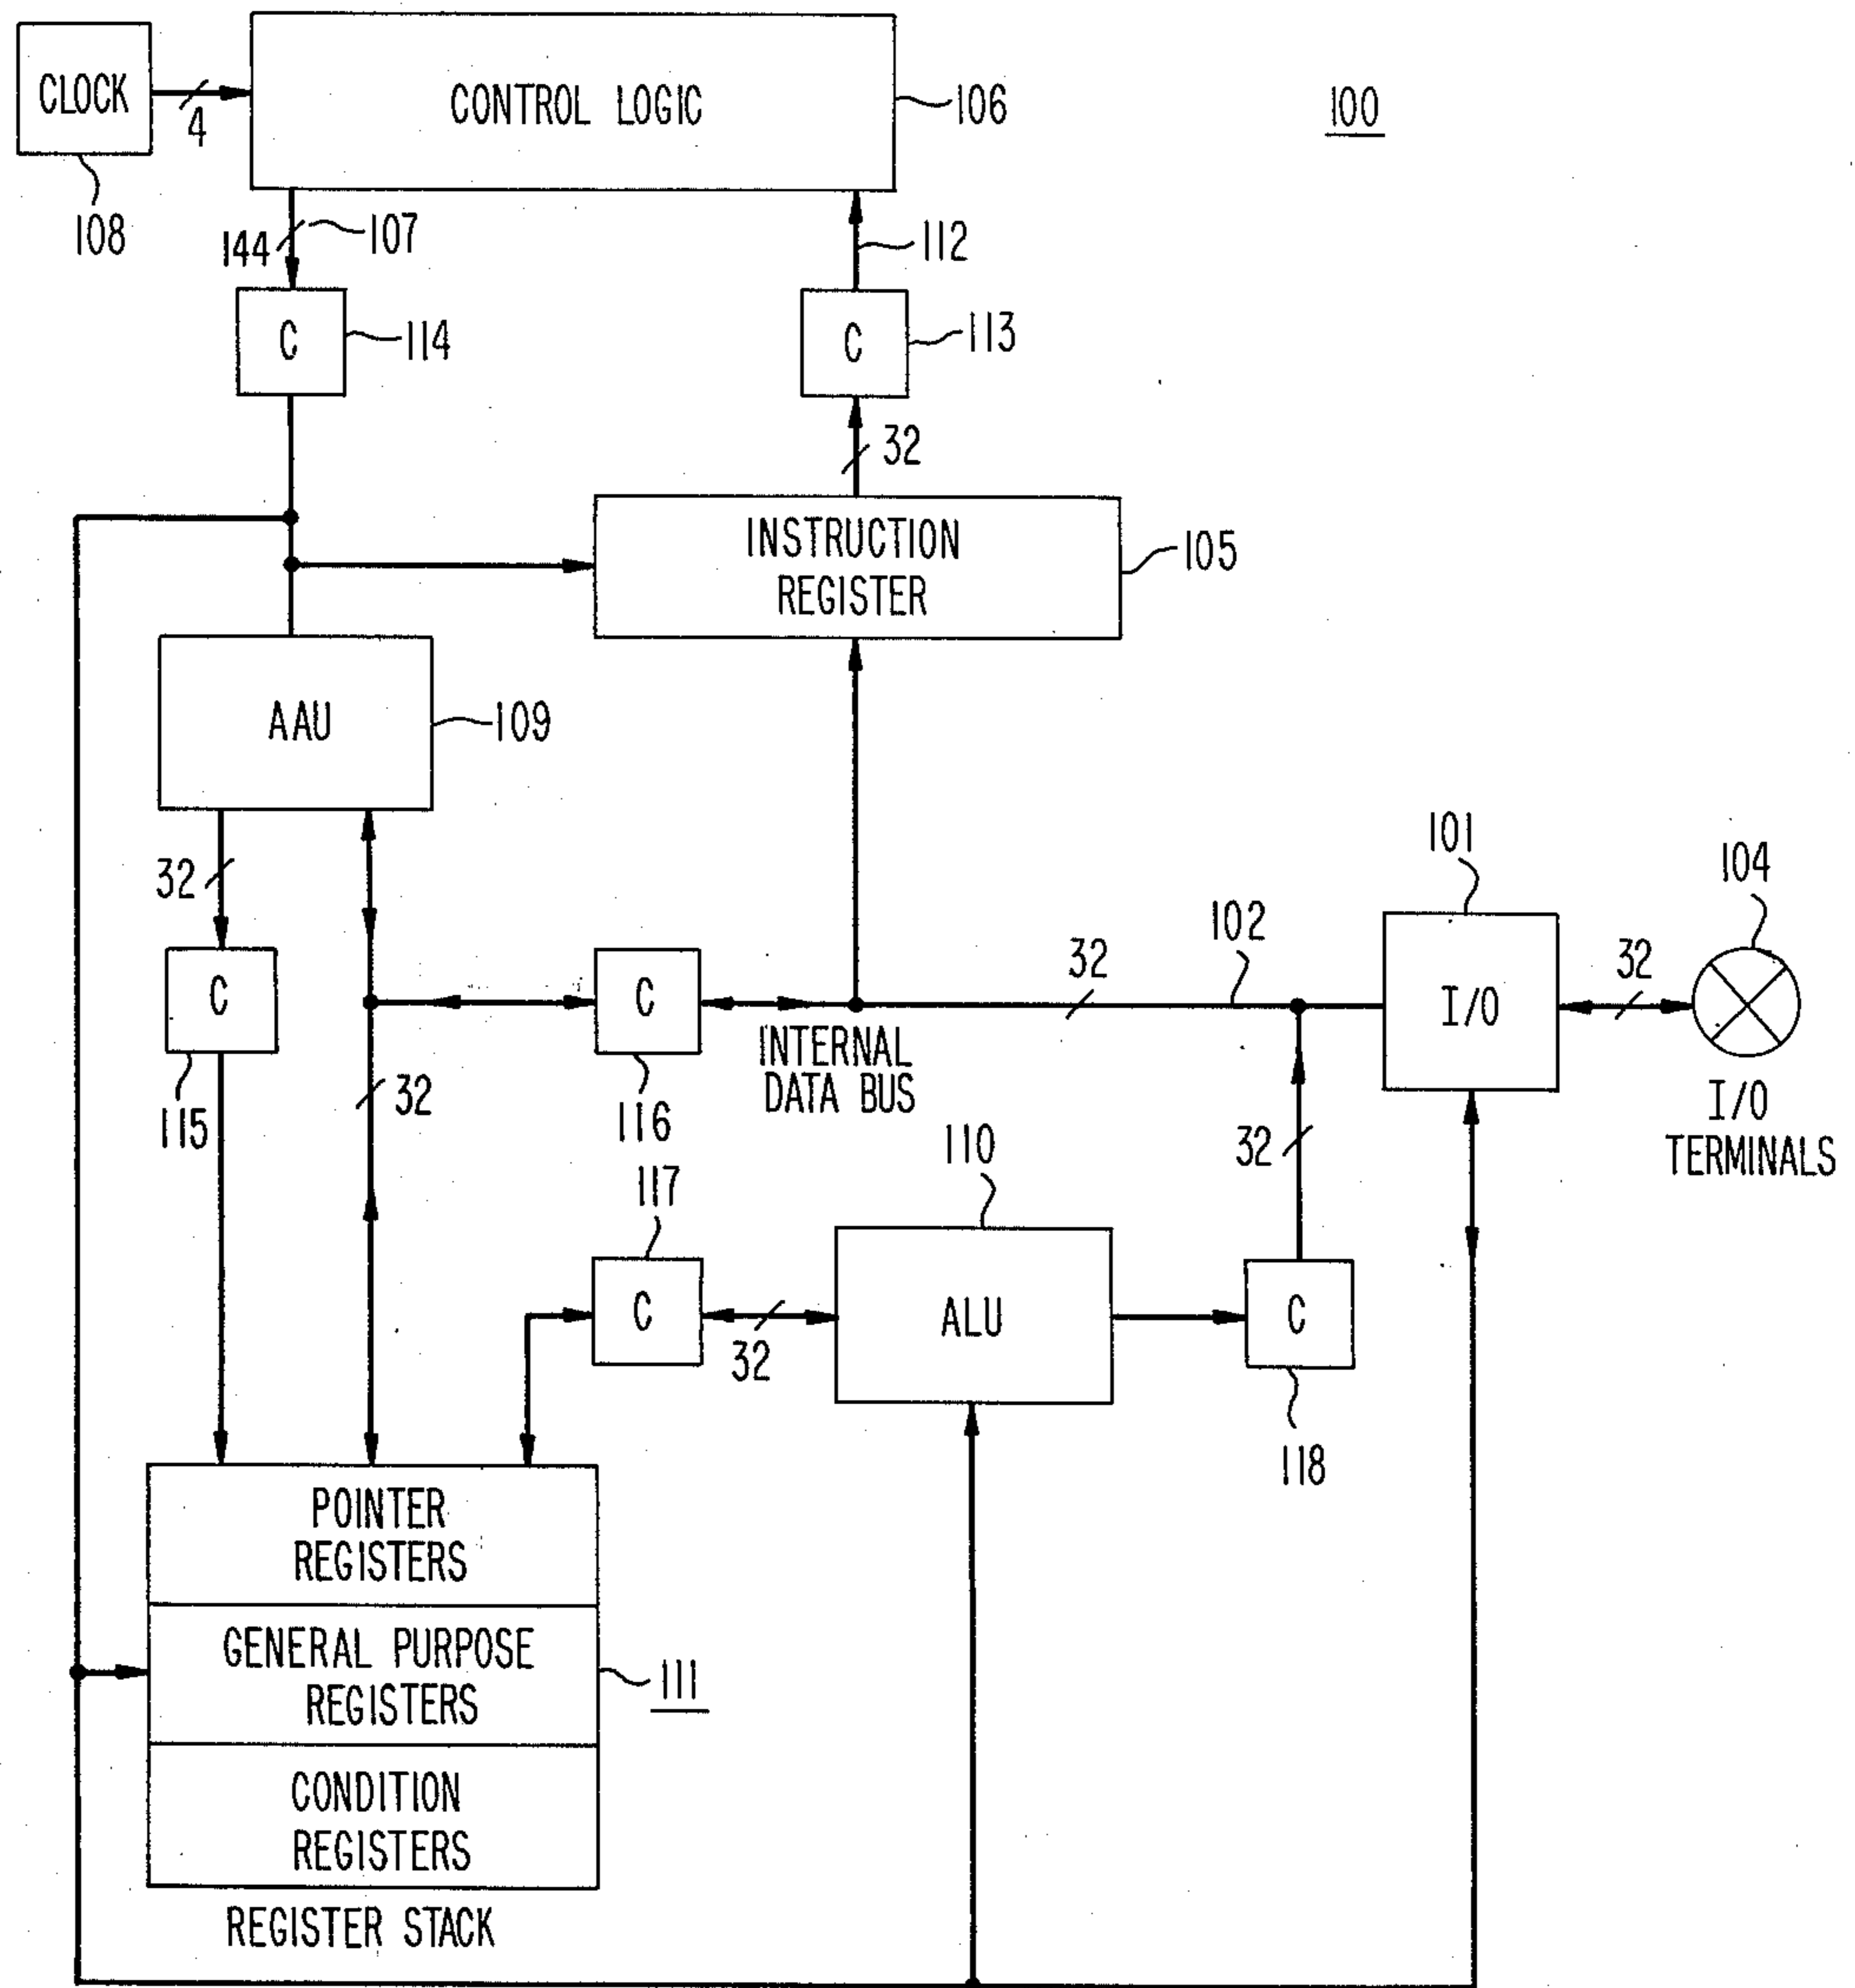 CLOCK
4
CONTROL LOGIC
106
100
108
144
107
112
C
114
C
113
32
INSTRUCTION
REGISTER
105
AAU
109
32
C
115
32
C
116
INTERNAL
DATA BUS
32
102
101
I/O
32
104
I/O
TERMINALS
117
C
32
110
ALU
32
C
118
POINTER
REGISTERS
GENERAL PURPOSE
REGISTERS
111
CONDITION
REGISTERS
REGISTER STACK